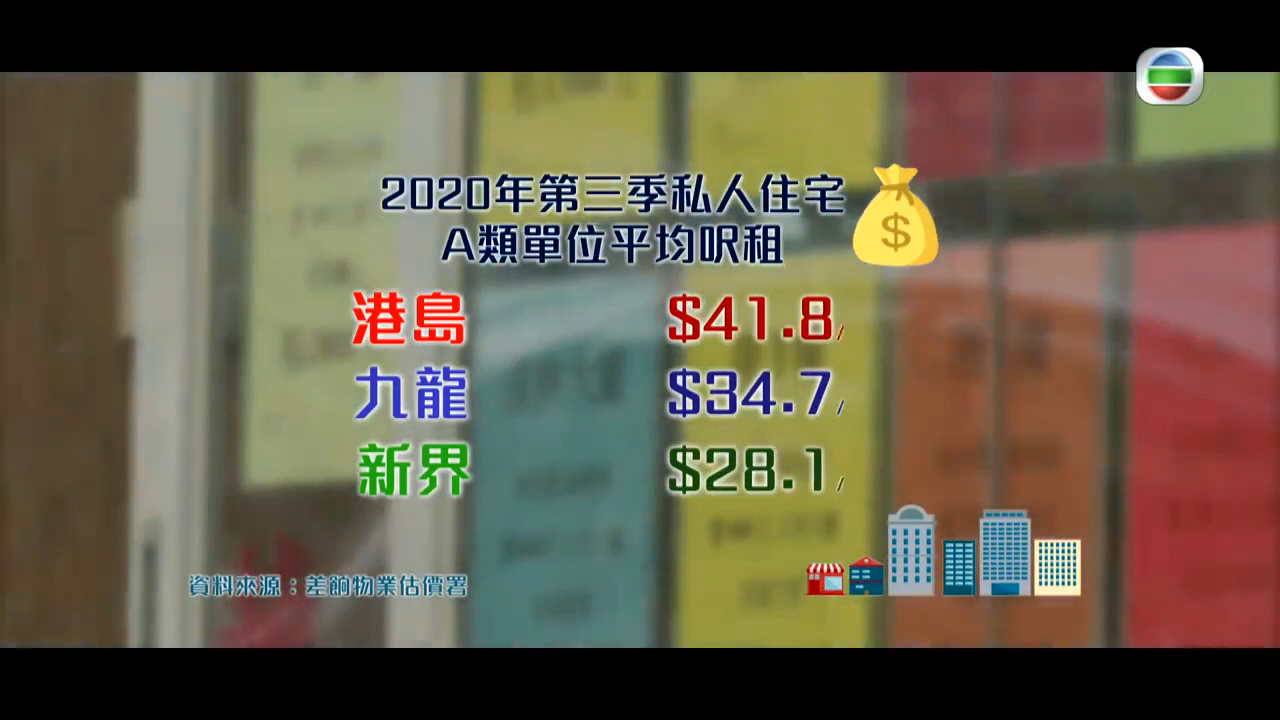 2020年第三季私人住宅
A類單位平均呎租
$
港島 $41.8/
九龍 $34.7/
新界 $28.1/
資料來源：差餉物業估價署